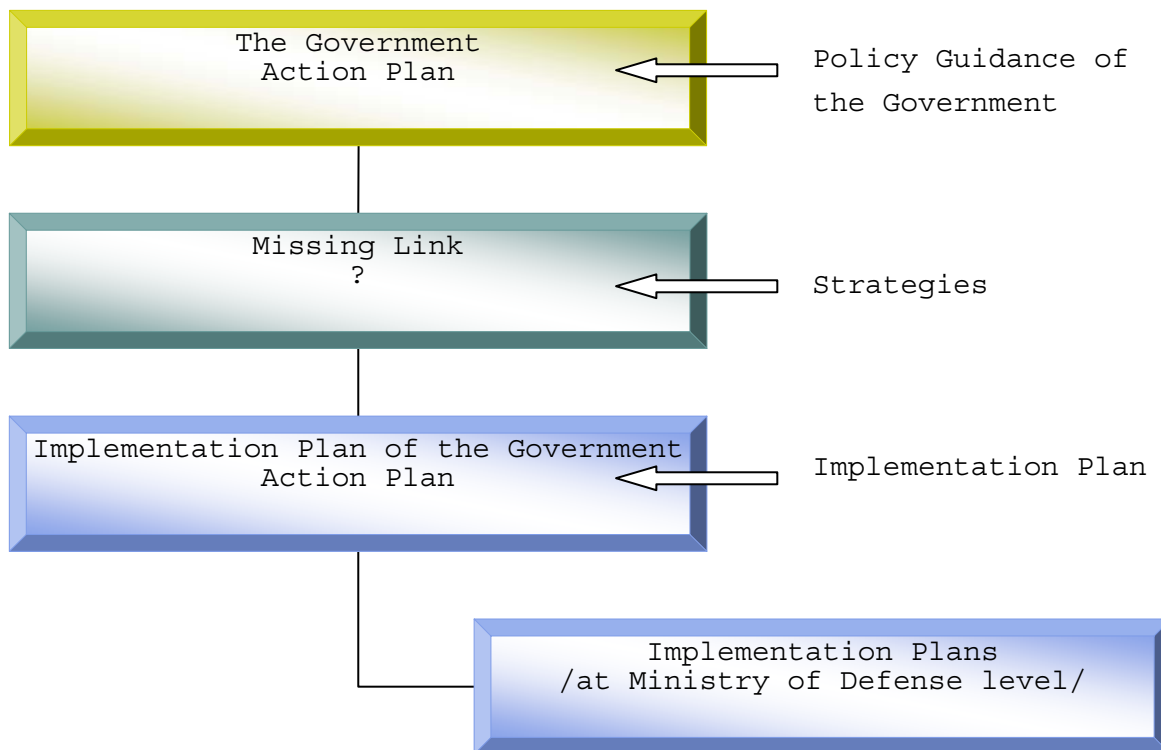 The Government
Action Plan
Policy Guidance of
the Government
Missing Link
?
Strategies
Implementation Plan of the Government
Action Plan
Implementation Plan
Implementation Plans
/at Ministry of Defense level/